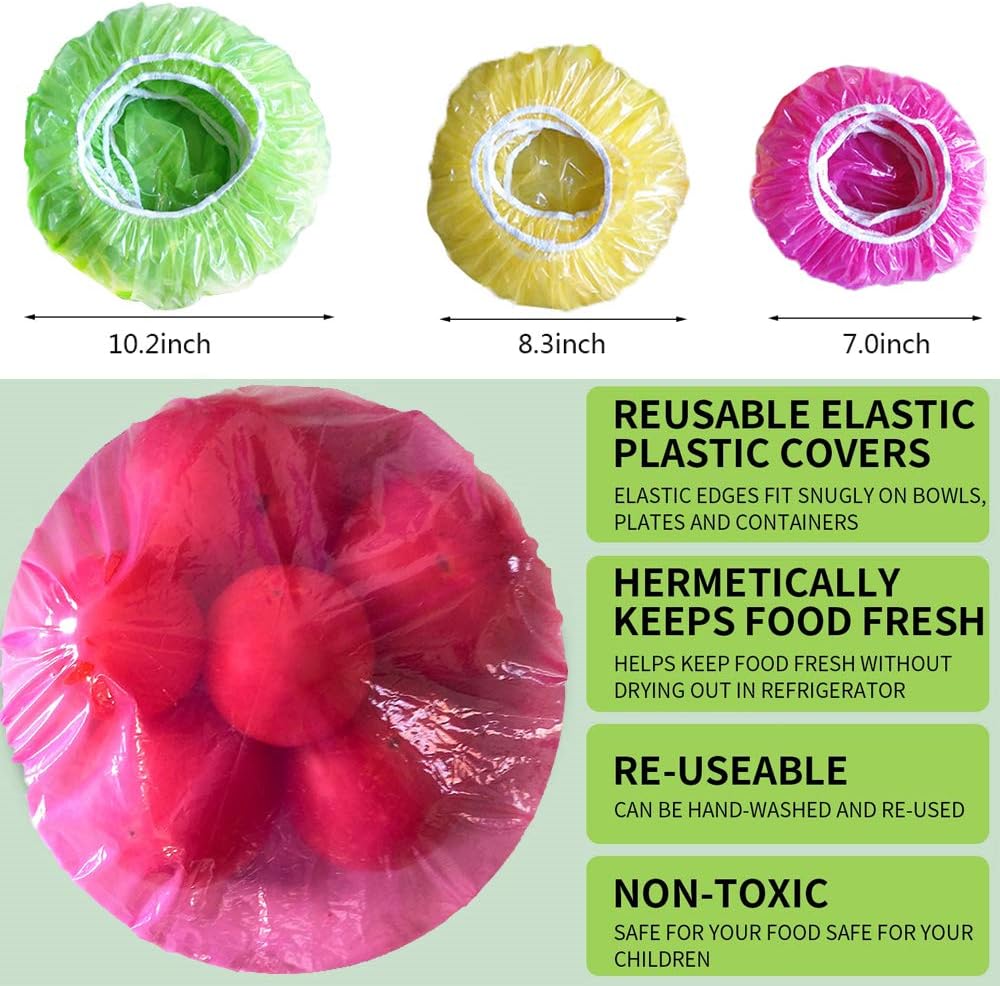 10.2inch
8.3inch
7.0inch
REUSABLE ELASTIC
PLASTIC COVERS
ELASTIC EDGES FIT SNUGLY ON BOWLS,
PLATES AND CONTAINERS
HERMETICALLY
KEEPS FOOD FRESH
HELPS KEEP FOOD FRESH WITHOUT
DRYING OUT IN REFRIGERATOR
RE-USEABLE
CAN BE HAND-WASHED AND RE-USED
NON-TOXIC
SAFE FOR YOUR FOOD SAFE FOR YOUR
CHILDREN